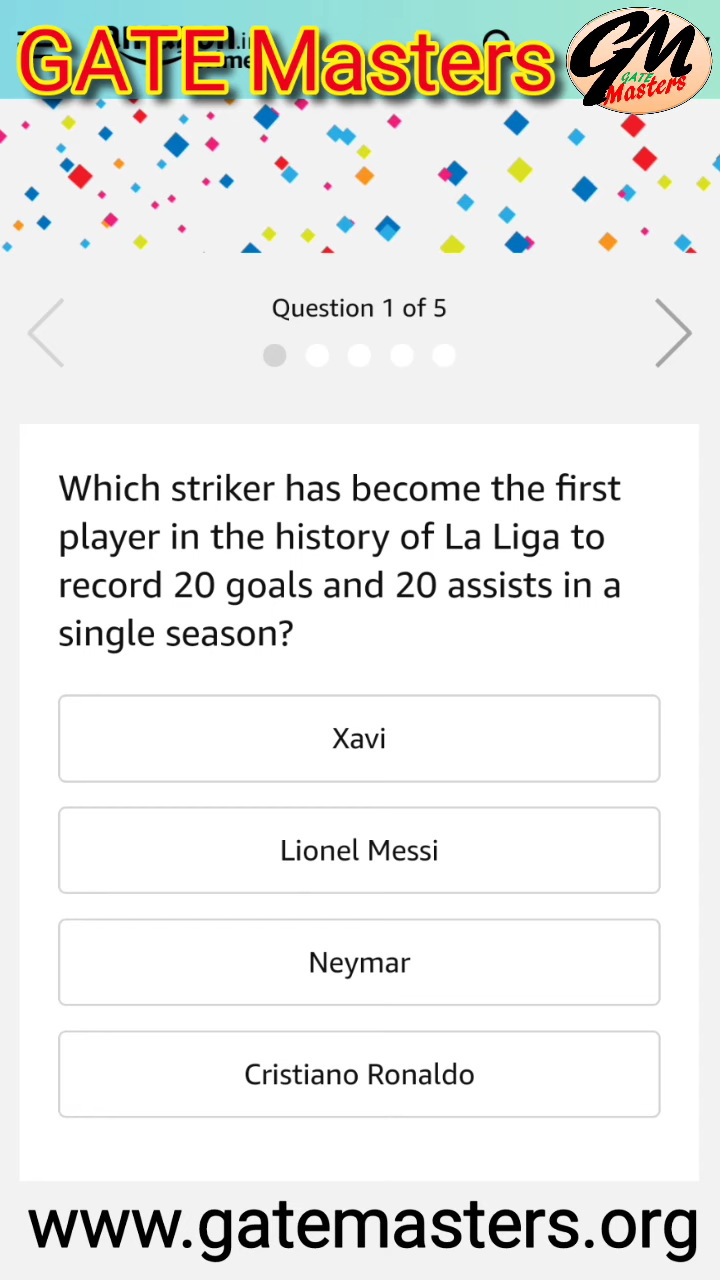 GATE Masters
GM
GATE
Masters
Question 1 of 5
Which striker has become the first
player in the history of La Liga to
record 20 goals and 20 assists in a
single season?
Xavi
Lionel Messi
Neymar
Cristiano Ronaldo
www.gatemasters.org